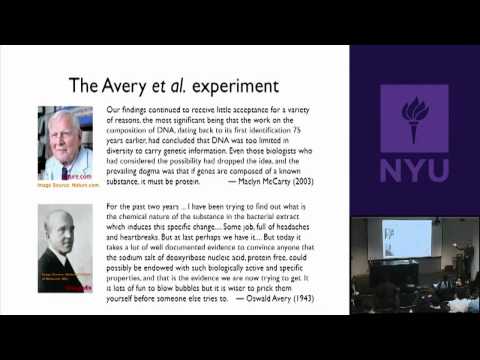 The Avery et al. experiment
Our findings continued to receive little acceptance for a variety
of reasons, the most significant being that the work on the
composition of DNA, dating back to its first identification 75
years earlier, had concluded that DNA was too limited in
diversity to carry genetic information. Even those biologists
who had considered the possibility had dropped the idea, and the
prevailing dogma was that if genes are composed of a known
substance, it must be protein. — Maclyn McCarty (2003)
Nature.com
Image Source: Nature.com
For the past two years ... I have been trying to find out what is
the chemical nature of the substance in the bacterial extract
which induces this specific change.... Some job, full of headaches
and heartbreaks. But at last perhaps we have it.... But today it
takes a lot of well documented evidence to convince anyone that
the sodium salt of deoxyribose nucleic acid, protein free, could
possibly be endowed with such biologically active and specific
properties, and that is the evidence we are now trying to get. It
is lots of fun to blow bubbles but it is wiser to prick them
yourself before someone else tries to. — Oswald Avery (1943)
NYU